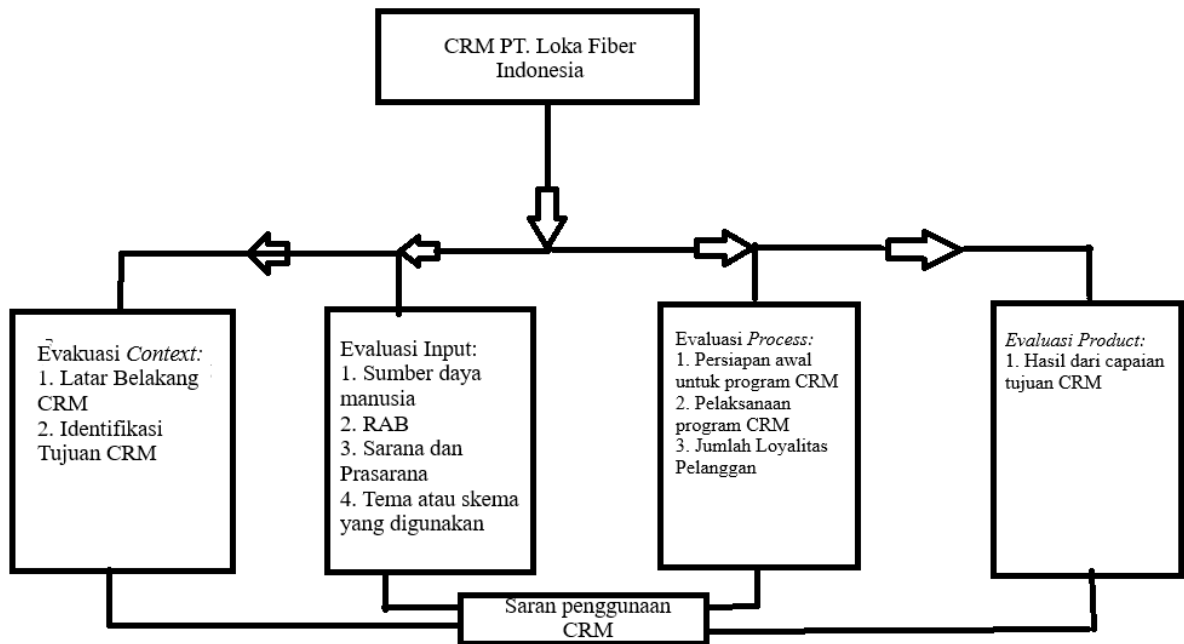 CRM PT. Loka Fiber
Indonesia
Evakuasi Context:
1. Latar Belakang
CRM
2. Identifikasi
Tujuan CRM
Evaluasi Input:
1. Sumber daya
manusia
2. RAB
3. Sarana dan
Prasarana
4. Tema atau skema
yang digunakan
Evaluasi Process:
1. Persiapan awal
untuk program CRM
2. Pelaksanaan
program CRM
3. Jumlah Loyalitas
Pelanggan
Evaluasi Product:
1. Hasil dari capaian
tujuan CRM
Saran penggunaan
CRM